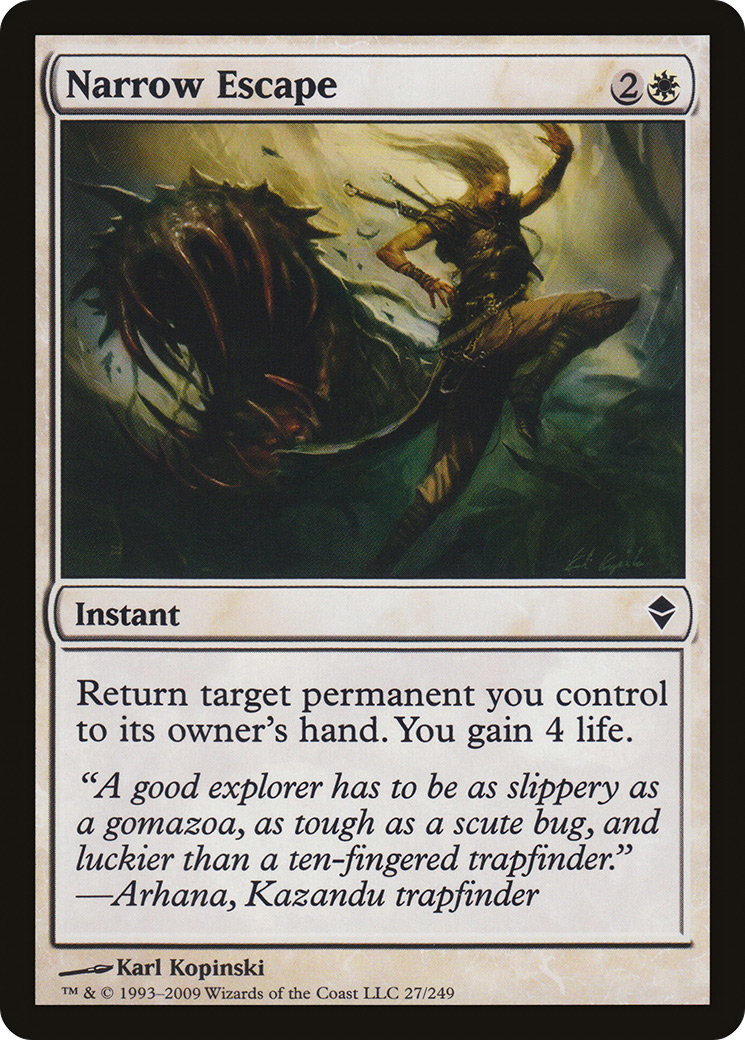 Narrow Escape 2
Instant
Return target permanent you control
to its owner's hand. You gain 4 life.
“A good explorer has to be as slippery as
a gomazoa, as tough as a scute bug, and
luckier than a ten-fingered trapfinder.”
—Arhana, Kazandu trapfinder
Karl Kopinski
™ & © 1993–2009 Wizards of the Coast LLC 27/249